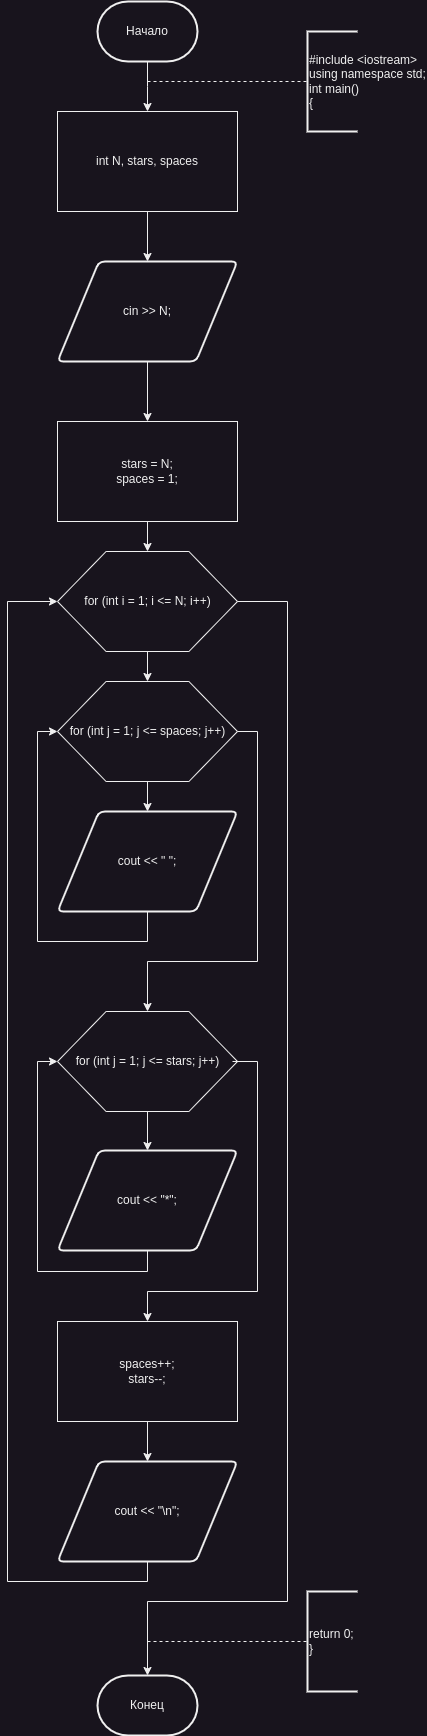 Начало
#include <iostream>
using namespace std;
int main()
{
int N, stars, spaces
cin >> N;
stars = N;
spaces = 1;
for (int i = 1; i <= N; i++)
for (int j = 1; j <= spaces; j++)
cout << " ";
for (int j = 1; j <= stars; j++)
cout << "*";
spaces++;
stars--;
cout << "\n";
return 0;
}
Конец